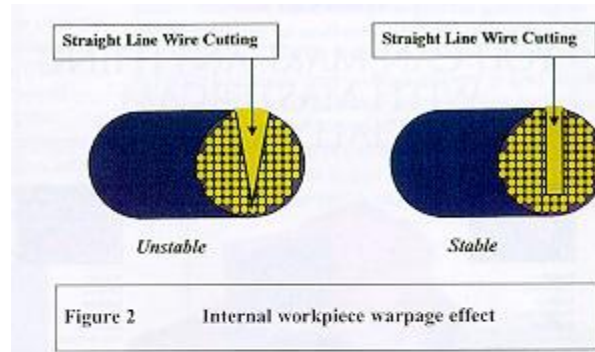 Straight Line Wire Cutting
Straight Line Wire Cutting
Unstable
Stable
Figure 2 Internal workpiece warpage effect